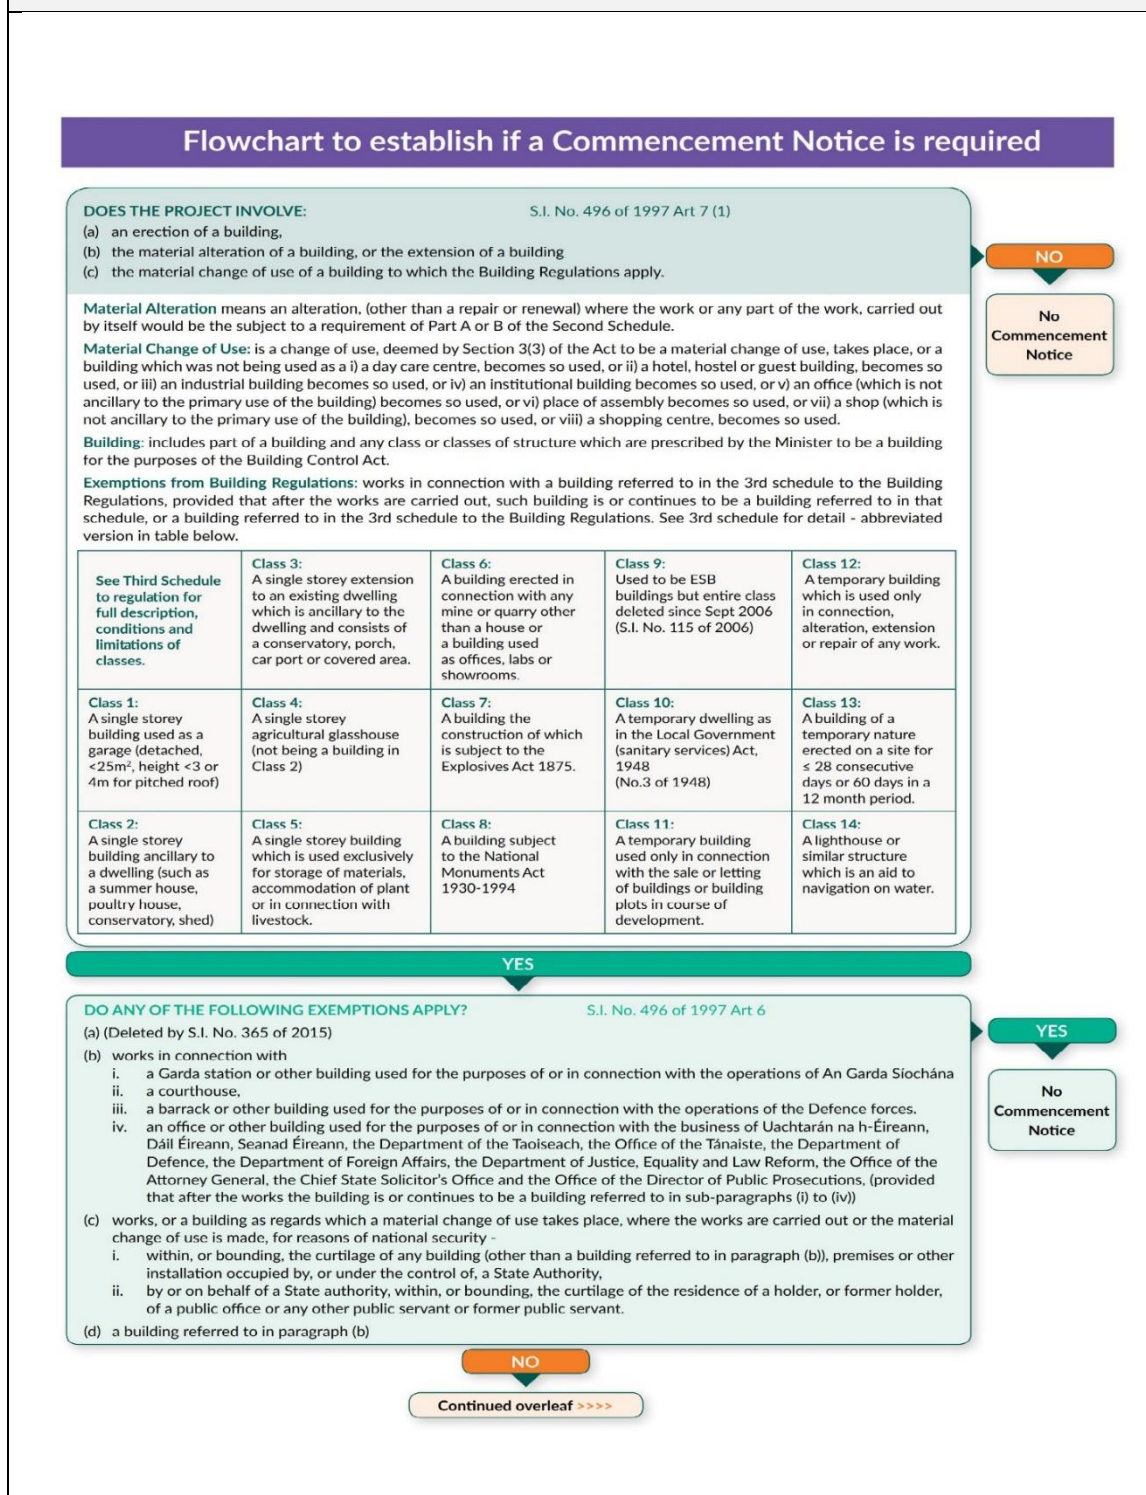 Flowchart to establish if a Commencement Notice is required
DOES THE PROJECT INVOLVE: S.I. No. 496 of 1997 Art 7 (1)
(a) an erection of a building,
(b) the material alteration of a building, or the extension of a building
(c) the material change of use of a building to which the Building Regulations apply.
NO
No
Commencement
Notice
Material Alteration means an alteration, (other than a repair or renewal) where the work or any part of the work, carried out
by itself would be the subject to a requirement of Part A or B of the Second Schedule.
Material Change of Use: is a change of use, deemed by Section 3(3) of the Act to be a material change of use, takes place, or a
building which was not being used as a i) a day care centre, becomes so used, or ii) a hotel, hostel or guest building, becomes so
used, or iii) an industrial building becomes so used, or iv) an institutional building becomes so used, or v) an office (which is not
ancillary to the primary use of the building) becomes so used, or vi) place of assembly becomes so used, or vii) a shop (which is
not ancillary to the primary use of the building), becomes so used, or viii) a shopping centre, becomes so used.
Building: includes part of a building and any class or classes of structure which are prescribed by the Minister to be a building
for the purposes of the Building Control Act.
Exemptions from Building Regulations: works in connection with a building referred to in the 3rd schedule to the Building
Regulations, provided that after the works are carried out, such building is or continues to be a building referred to in that
schedule, or a building referred to in the 3rd schedule to the Building Regulations. See 3rd schedule for detail - abbreviated
version in table below.
See Third Schedule
to regulation for
full description,
conditions and
limitations of
classes.
Class 3:
A single storey extension
to an existing dwelling
which is ancillary to the
dwelling and consists of
a conservatory, porch,
car port or covered area.
Class 6:
A building erected in
connection with any
mine or quarry other
than a house or
a building used
as offices, labs or
showrooms.
Class 9:
Used to be ESB
buildings but entire class
deleted since Sept 2006
(S.I. No. 115 of 2006)
Class 12:
A temporary building
which is used only
in connection,
alteration, extension
or repair of any work.
Class 1:
A single storey
building used as a
garage (detached,
<25m², height <3 or
4m for pitched roof)
Class 4:
A single storey
agricultural glasshouse
(not being a building in
Class 2)
Class 7:
A building the
construction of which
is subject to the
Explosives Act 1875.
Class 10:
A temporary dwelling as
in the Local Government
(sanitary services) Act,
1948
(No.3 of 1948)
Class 13:
A building of a
temporary nature
erected on a site for
≤ 28 consecutive
days or 60 days in a
12 month period.
Class 2:
A single storey
building ancillary to
a dwelling (such as
a summer house,
poultry house,
conservatory, shed)
Class 5:
A single storey building
which is used exclusively
for storage of materials,
accommodation of plant
or in connection with
livestock.
Class 8:
A building subject
to the National
Monuments Act
1930-1994
Class 11:
A temporary building
used only in connection
with the sale or letting
of buildings or building
plots in course of
development.
Class 14:
A lighthouse or
similar structure
which is an aid to
navigation on water.
YES
DO ANY OF THE FOLLOWING EXEMPTIONS APPLY? S.I. No. 496 of 1997 Art 6
(a) (Deleted by S.I. No. 365 of 2015)
(b) works in connection with
i. a Garda station or other building used for the purposes of or in connection with the operations of An Garda Síochána
ii. a courthouse,
iii. a barrack or other building used for the purposes of or in connection with the operations of the Defence forces.
iv. an office or other building used for the purposes of or in connection with the business of Uachtarán na h-Éireann,
Dáil Éireann, Seanad Éireann, the Department of the Taoiseach, the Office of the Tánaiste, the Department of
Defence, the Department of Foreign Affairs, the Department of Justice, Equality and Law Reform, the Office of the
Attorney General, the Chief State Solicitor's Office and the Office of the Director of Public Prosecutions, (provided
that after the works the building is or continues to be a building referred to in sub-paragraphs (i) to (iv))
(c) works, or a building as regards which a material change of use takes place, where the works are carried out or the material
change of use is made, for reasons of national security -
i. within, or bounding, the curtilage of any building (other than a building referred to in paragraph (b)), premises or other
installation occupied by, or under the control of, a State Authority,
ii. by or on behalf of a State authority, within, or bounding, the curtilage of the residence of a holder, or former holder,
of a public office or any other public servant or former public servant.
(d) a building referred to in paragraph (b)
YES
No
Commencement
Notice
NO
Continued overleaf >>>>